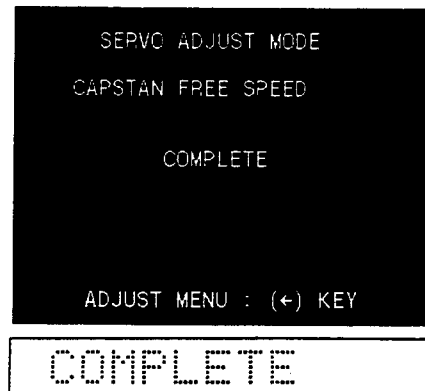 SERVO ADJUST MODE
CAPSTAN FREE SPEED
COMPLETE
ADJUST MENU : (←) KEY
COMPLETE